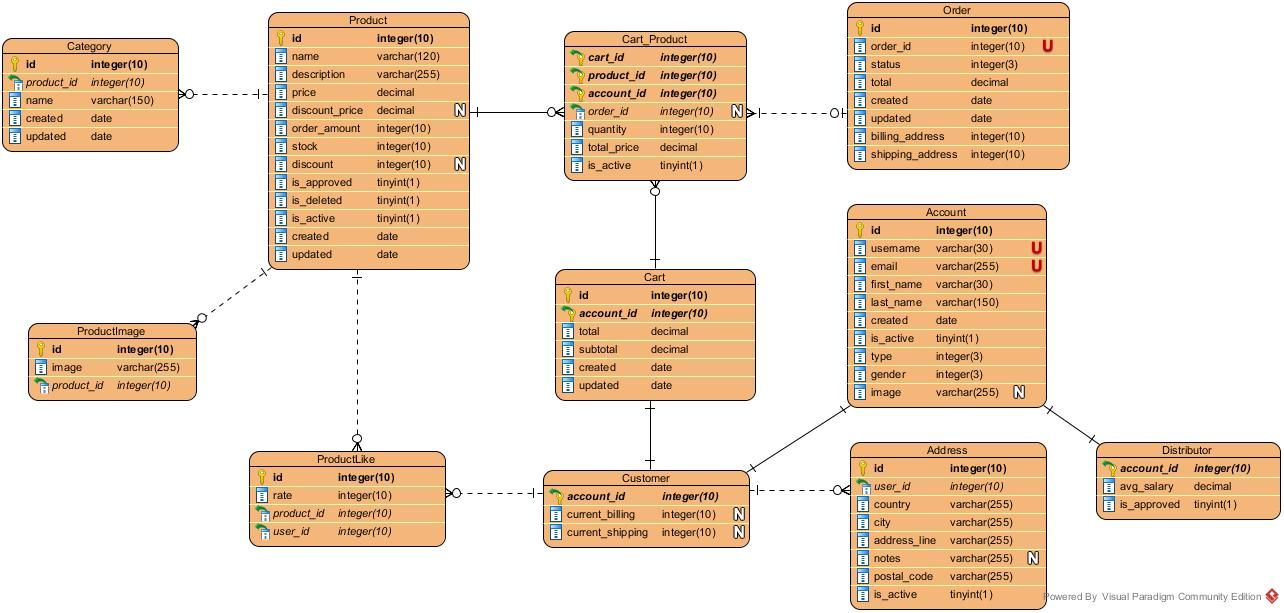 Category
id integer(10)
product_id integer(10)
name varchar(150)
created date
updated date
Product
id integer(10)
name varchar(120)
description varchar(255)
price decimal
discount_price decimal N
order_amount integer(10)
stock integer(10)
discount integer(10) N
is_approved tinyint(1)
is_deleted tinyint(1)
is_active tinyint(1)
created date
updated date
Cart_Product
cart_id integer(10)
product_id integer(10)
account_id integer(10)
order_id integer(10) N
quantity integer(10)
total_price decimal
is_active tinyint(1)
Order
id integer(10)
order_id integer(10) U
status integer(3)
total decimal
created date
updated date
billing_address integer(10)
shipping_address integer(10)
Account
id integer(10)
username varchar(30) U
email varchar(255) U
first_name varchar(30)
last_name varchar(150)
created date
is_active tinyint(1)
type integer(3)
gender integer(3)
image varchar(255) N
Cart
id integer(10)
account_id integer(10)
total decimal
subtotal decimal
created date
updated date
ProductImage
id integer(10)
image varchar(255)
product_id integer(10)
ProductLike
id integer(10)
rate integer(10)
product_id integer(10)
user_id integer(10)
Customer
account_id integer(10)
current_billing integer(10) N
current_shipping integer(10) N
Address
id integer(10)
user_id integer(10)
country varchar(255)
city varchar(255)
address_line varchar(255)
notes varchar(255) N
postal_code varchar(255)
is_active tinyint(1)
Distributor
account_id integer(10)
avg_salary decimal
is_approved tinyint(1)
Powered By Visual Paradigm Community Edition